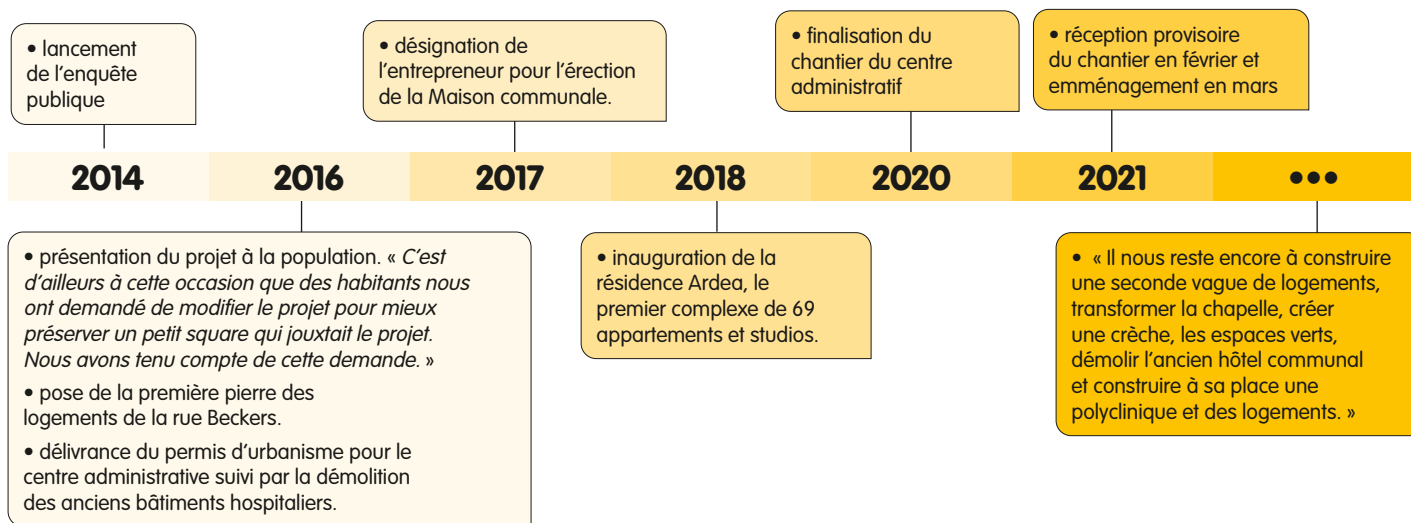 • lancement
de l'enquête
publique
• désignation de
l'entrepreneur pour l'érection
de la Maison communale.
• finalisation du
chantier du centre
administratif
• réception provisoire
du chantier en février et
emménagement en mars
2014
2016
2017
2018
2020
2021
•••
• présentation du projet à la population. « C'est
d'ailleurs à cette occasion que des habitants nous
ont demandé de modifier le projet pour mieux
préserver un petit square qui jouxtait le projet.
Nous avons tenu compte de cette demande. »
• pose de la première pierre des
logements de la rue Beckers.
• délivrance du permis d'urbanisme pour le
centre administrative suivi par la démolition
des anciens bâtiments hospitaliers.
• inauguration de la
résidence Ardea, le
premier complexe de 69
appartements et studios.
• « Il nous reste encore à construire
une seconde vague de logements,
transformer la chapelle, créer
une crèche, les espaces verts,
démolir l'ancien hôtel communal
et construire à sa place une
polyclinique et des logements. »